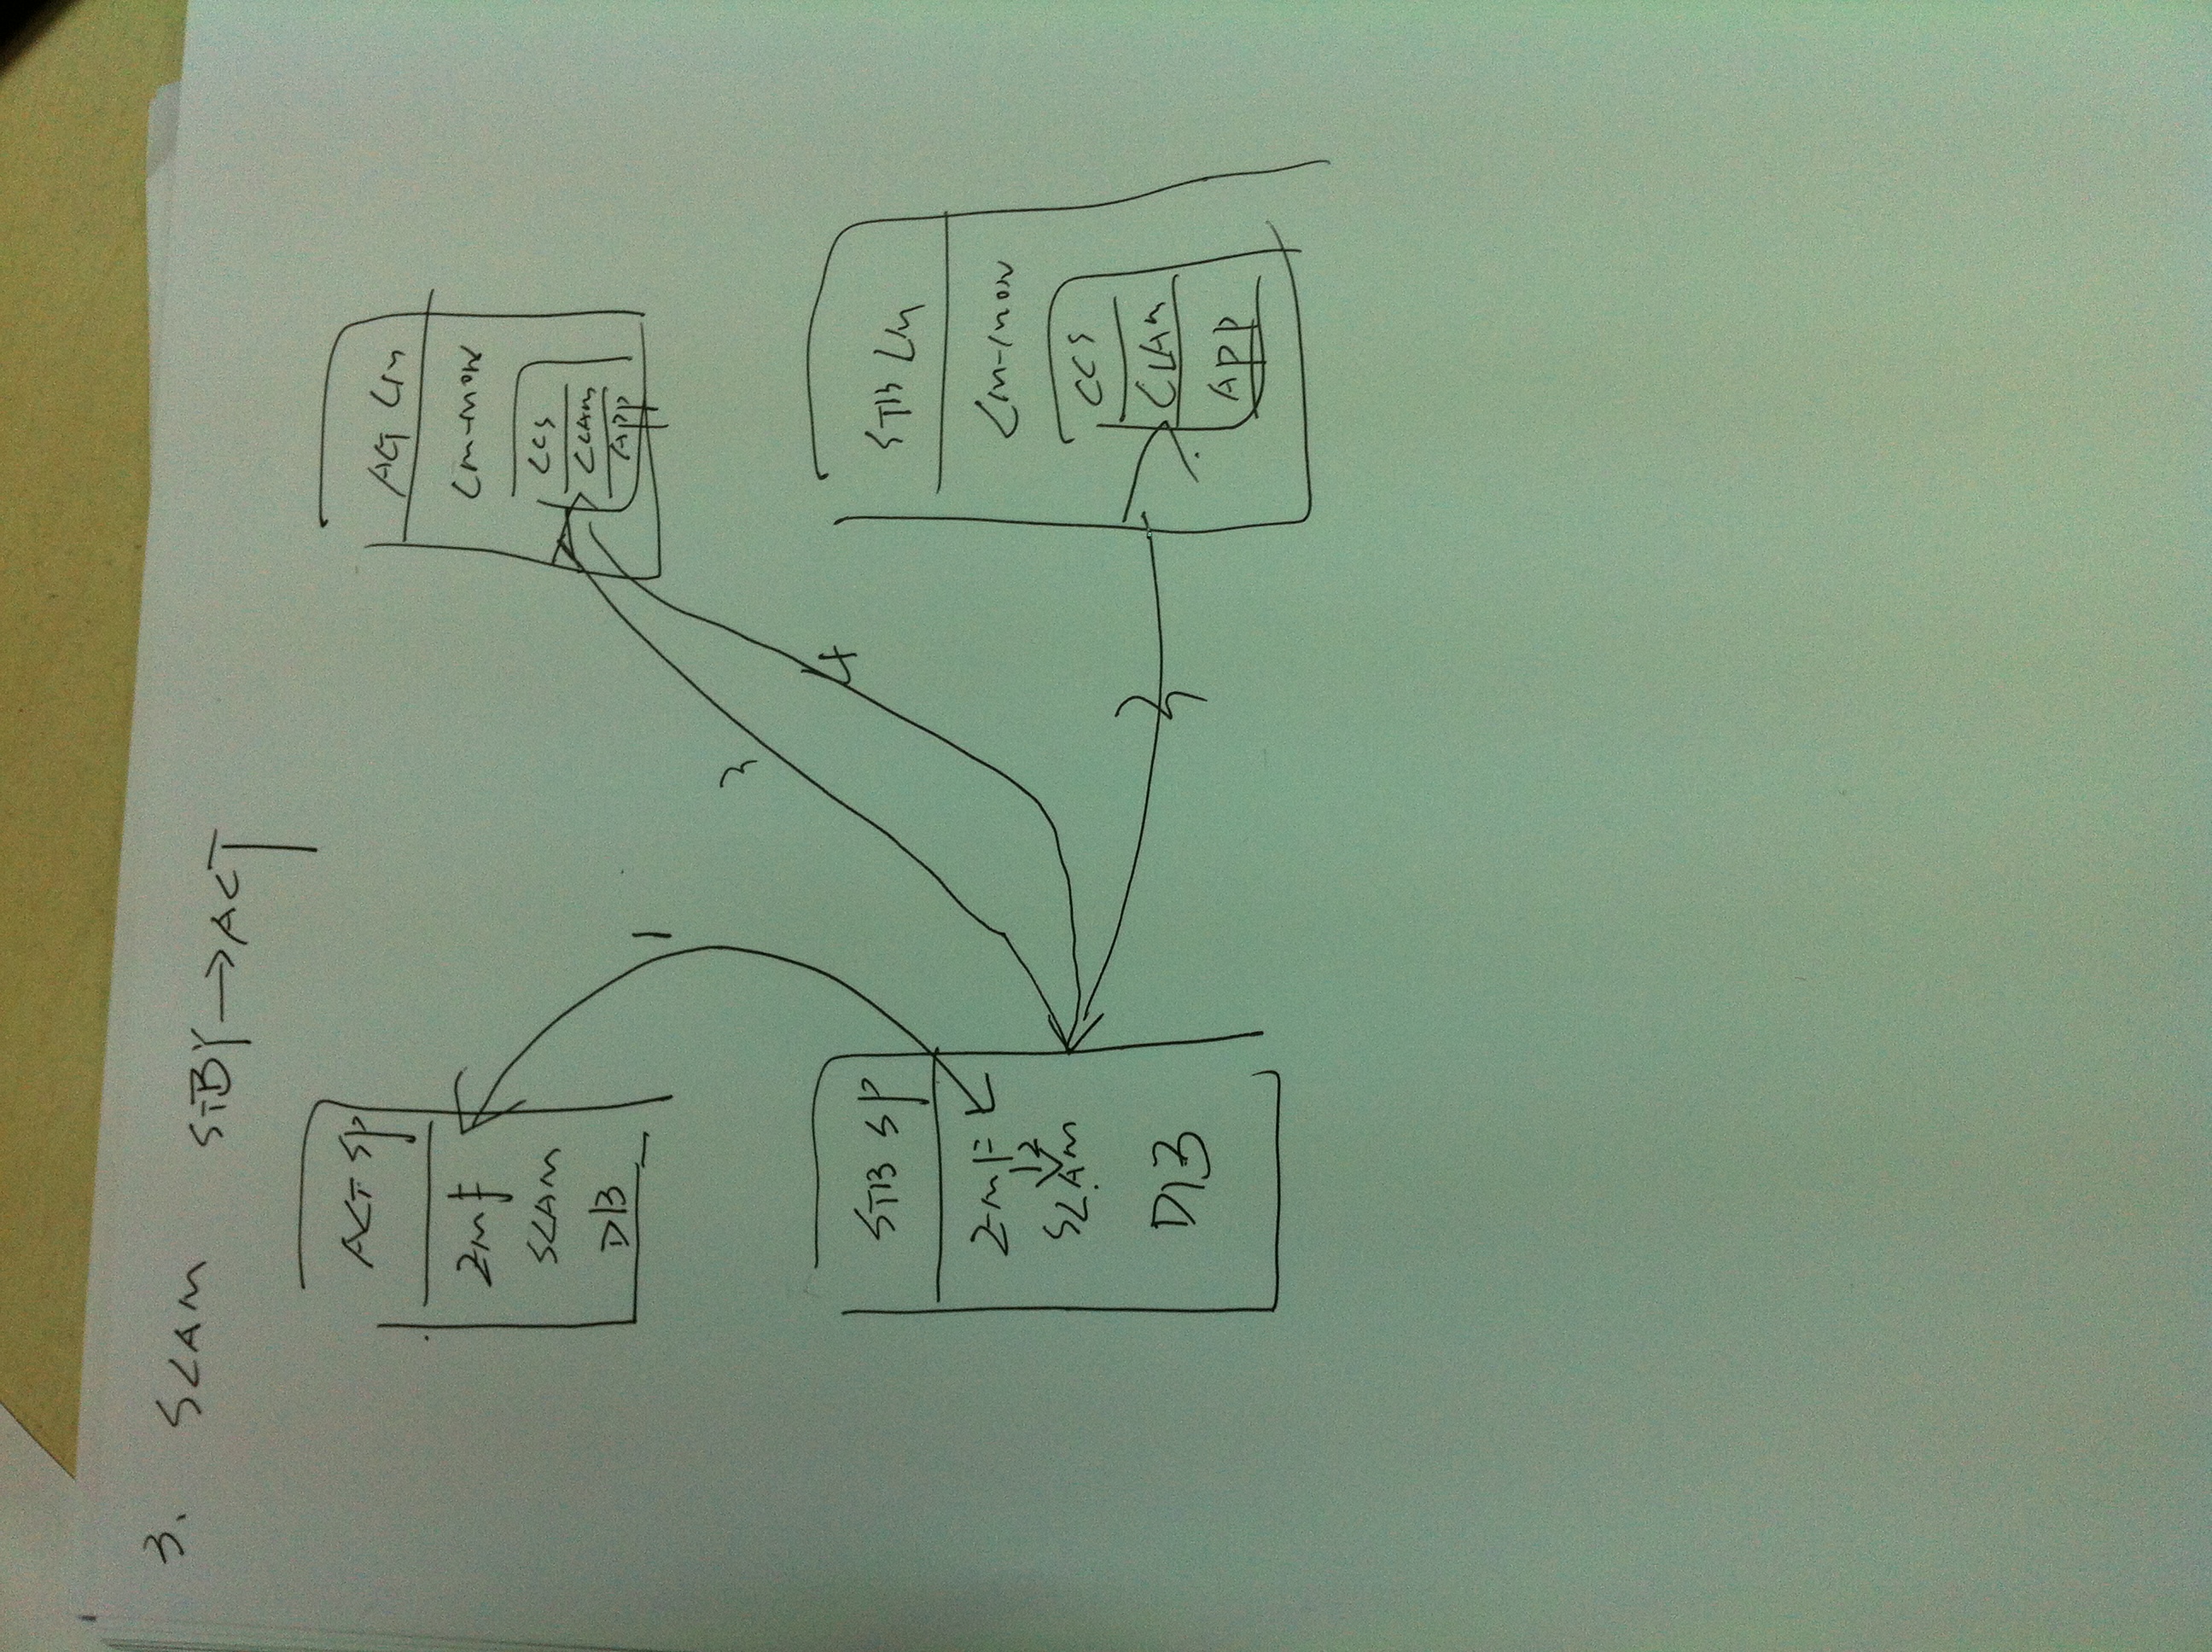 3. SLAM STBY→ACT
ACT SP
ZMF
SLAM
DB
1
ACT LM
LM-MON
CCS
CLAM
APP
3
4
STB SP
ZMF
↓2
SLAM
DB
STB LM
LM-MON
CCS
CLAM
APP
3